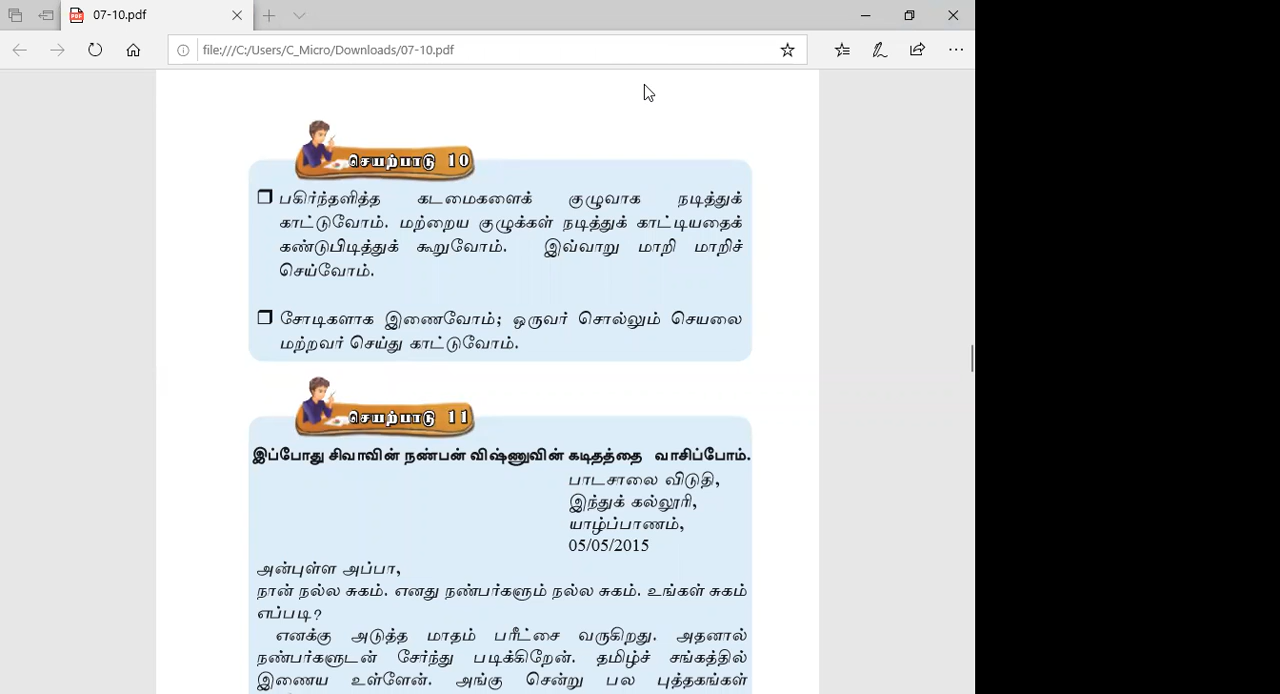 07-10.pdf
file:///C:/Users/C_Micro/Downloads/07-10.pdf
செயற்பாடு 10
பகிர்ந்தளித்த கடமைகளைக் குழுவாக நடித்துக்
காட்டுவோம். மற்றைய குழுக்கள் நடித்துக் காட்டியதைக்
கண்டுபிடித்துக் கூறுவோம். இவ்வாறு மாறி மாறிச்
செய்வோம்.
சோடிகளாக இணைவோம்; ஒருவர் சொல்லும் செயலை
மற்றவர் செய்து காட்டுவோம்.
செயற்பாடு 11
இப்போது சிவாவின் நண்பன் விஷ்ணுவின் கடிதத்தை வாசிப்போம்.
பாடசாலை விடுதி,
இந்துக் கல்லூரி,
யாழ்ப்பாணம்,
05/05/2015
அன்புள்ள அப்பா,
நான் நல்ல சுகம். எனது நண்பர்களும் நல்ல சுகம். உங்கள் சுகம்
எப்படி?
எனக்கு அடுத்த மாதம் பரீட்சை வருகிறது. அதனால்
நண்பர்களுடன் சேர்ந்து படிக்கிறேன். தமிழ்ச் சங்கத்தில்
இணைய உள்ளேன். அங்கு சென்று பல புத்தகங்கள்